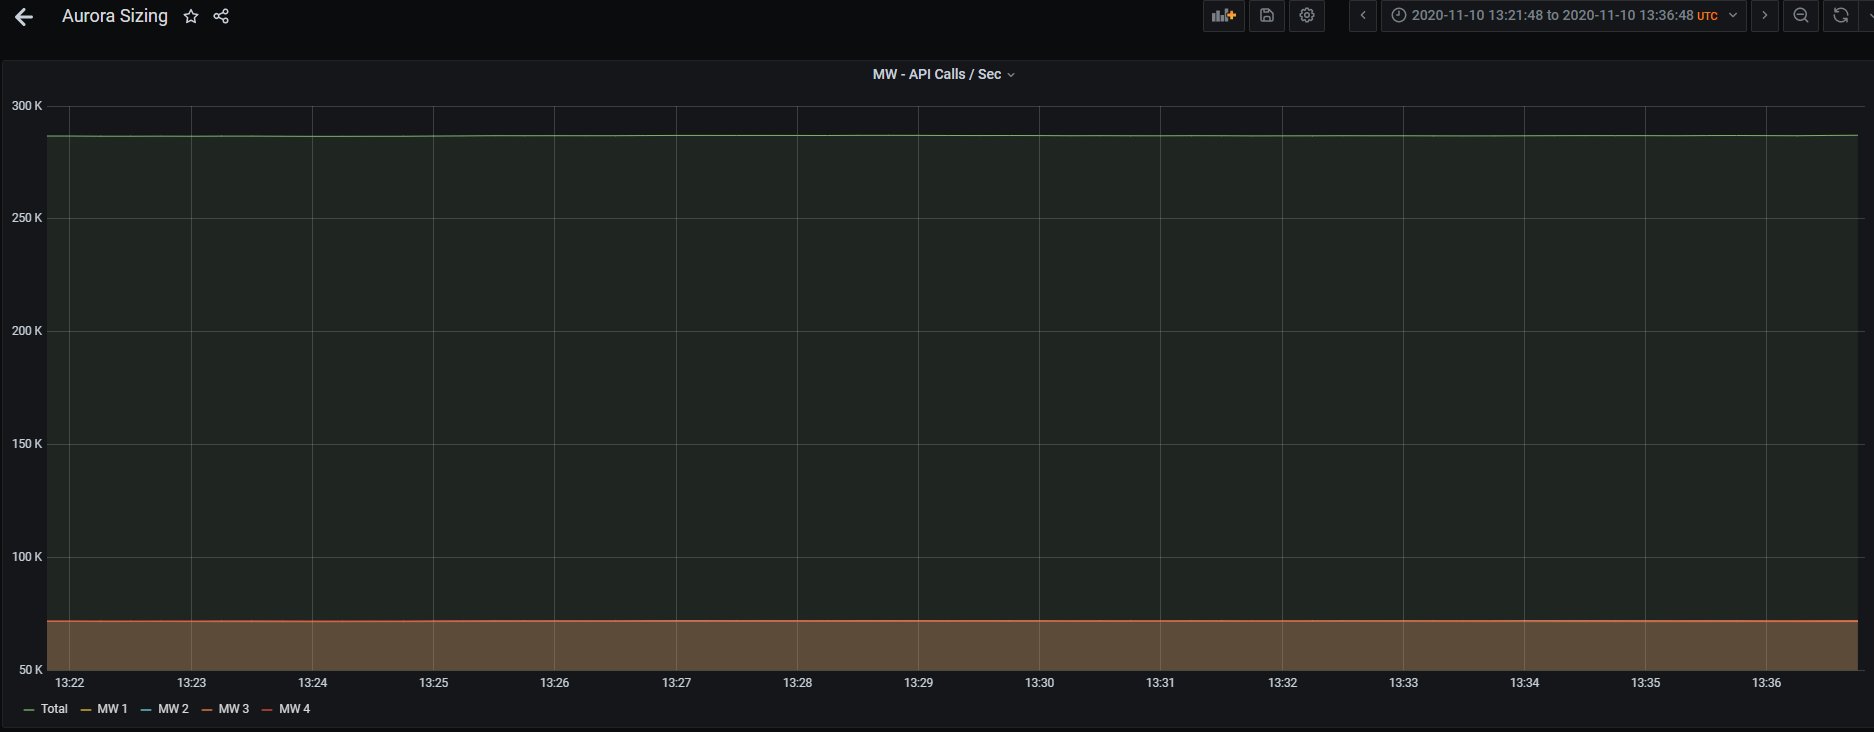 Aurora Sizing
2020-11-10 13:21:48 to 2020-11-10 13:36:48 UTC
MW - API Calls / Sec
300 K
250 K
200 K
150 K
100 K
50 K
13:22 13:23 13:24 13:25 13:26 13:27 13:28 13:29 13:30 13:31 13:32 13:33 13:34 13:35 13:36
Total MW 1 MW 2 MW 3 MW 4